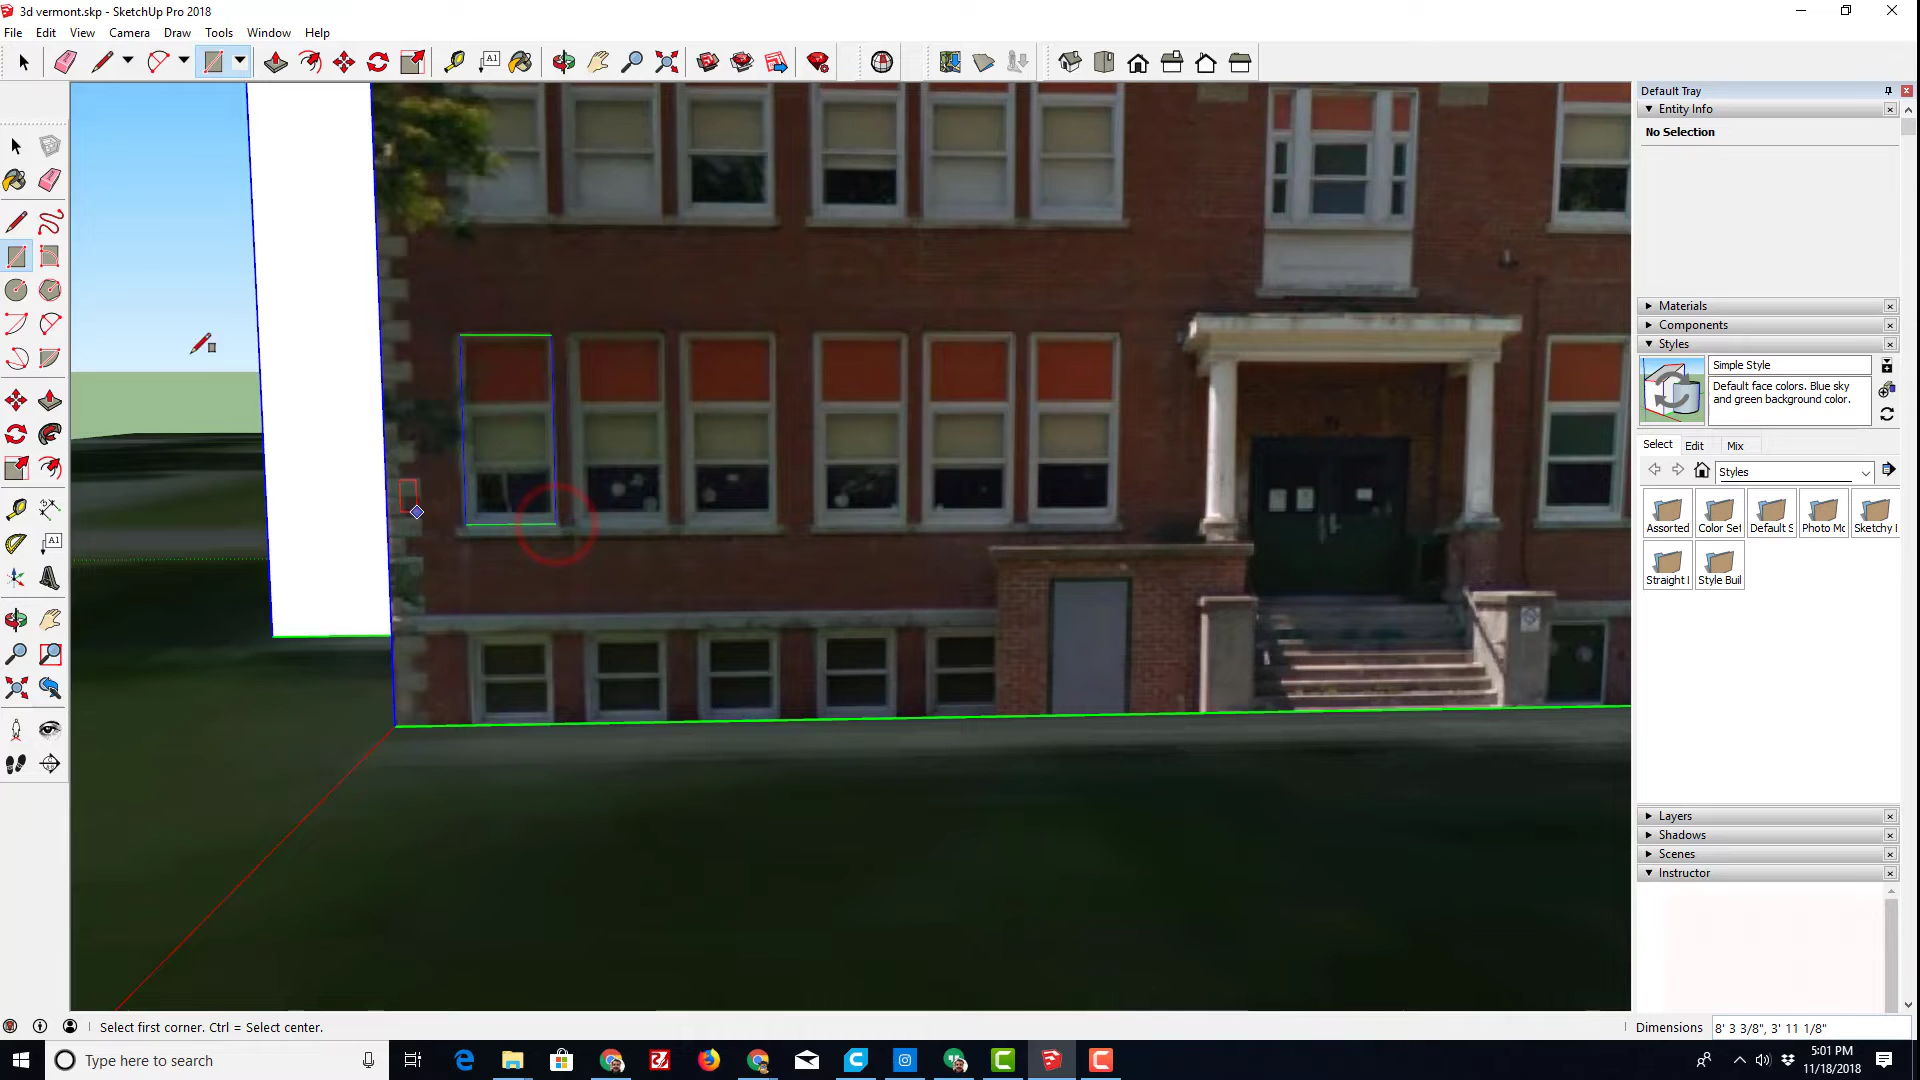 3d vermont.skp - SketchUp Pro 2018
File Edit View Camera Draw Tools Window Help
A1
Default Tray
Entity Info
No Selection
Materials
Components
Styles
Simple Style
Default face colors. Blue sky
and green background color.
Select Edit Mix
Styles
Assorted Color Set Default S Photo Mo Sketchy I
Straight l Style Buil
A1
Layers
Shadows
Scenes
Instructor
Select first corner. Ctrl = Select center.
Dimensions 8' 3 3/8", 3' 11 1/8"
Type here to search
5:01 PM
11/18/2018